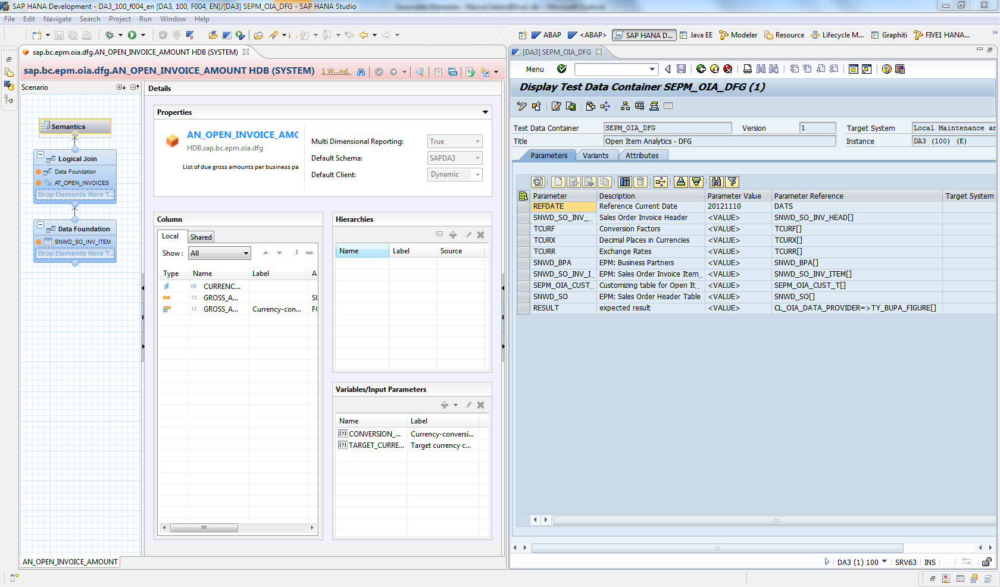 SAP HANA Development - DA3_100_f004_en [DA3, 100, F004, EN]/[DA3] SEPM_OIA_DFG - SAP HANA Studio
File Edit Navigate Search Project Run Window Help
ABAP <ABAP> SAP HANA D... Java EE Modeler Resource Lifecycle M... Graphiti FIVE1 HANA...
sap.bc.epm.oia.dfg.AN_OPEN_INVOICE_AMOUNT HDB (SYSTEM)
sap.bc.epm.oia.dfg.AN_OPEN_INVOICE_AMOUNT HDB (SYSTEM) 1 W...nd.
Scenario
Semantics
Logical Join
Data Foundation
AT_OPEN_INVOICES
Drop Elements Here T...
Data Foundation
SNWD_SO_INV_ITEM
Drop Elements Here T...
Details
Properties
AN_OPEN_INVOICE_AMC
HDB.sap.bc.epm.oia.dfg
List of due gross amounts per business pa
Multi Dimensional Reporting: True
Default Schema: SAPDA3
Default Client: Dynamic
Column
Local Shared
Show : All
Type Name Label A
AB CURRENC...
12 GROSS_A... SU
12 GROSS_A... Currency-con... FC
Hierarchies
Name Label Source
Variables/Input Parameters
Name Label
(?) CONVERSION_... Currency-conversi...
(?) TARGET_CURRE... Target currency c...
AN_OPEN_INVOICE_AMOUNT
[DA3] SEPM_OIA_DFG
Menu
Display Test Data Container SEPM_OIA_DFG (1)
Test Data Container SEPM_OIA_DFG Version 1 Target System Local Maintenance an
Title Open Item Analytics - DFG Instance DA3 (100) (E)
Parameters Variants Attributes
Parameter Description Parameter Value Parameter Reference Target System
REFDATE Reference Current Date 20121110 DATS
SNWD_SO_INV_... Sales Order Invoice Header <VALUE> SNWD_SO_INV_HEAD[]
TCURF Conversion Factors <VALUE> TCURF[]
TCURX Decimal Places in Currencies <VALUE> TCURX[]
TCURR Exchange Rates <VALUE> TCURR[]
SNWD_BPA EPM: Business Partners <VALUE> SNWD_BPA[]
SNWD_SO_INV_I... EPM: Sales Order Invoice Item... <VALUE> SNWD_SO_INV_ITEM[]
SEPM_OIA_CUST... Customizing table for Open It... <VALUE> SEPM_OIA_CUST_T[]
SNWD_SO EPM: Sales Order Header Table <VALUE> SNWD_SO[]
RESULT expected result <VALUE> CL_OIA_DATA_PROVIDER=>TY_BUPA_FIGURE[]
DA3 (1) 100 SRV63 INS